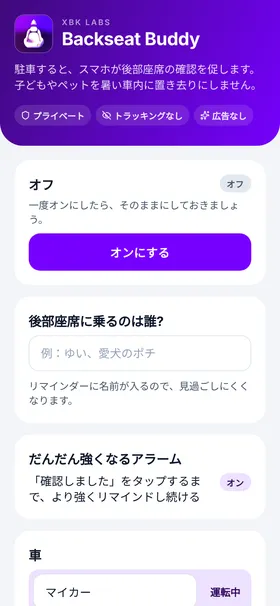 XBK LABS
Backseat Buddy
駐車すると、スマホが後部座席の確認を促します。
子どもやペットを暑い車内に置き去りにしません。
プライベート
トラッキングなし
広告なし
オフ
オフ
一度オンにしたら、そのままにしておきましょ
う。
オンにする
後部座席に乗るのは誰?
例：ゆい、愛犬のポチ
リマインダーに名前が入るので、見過ごしにくく
なります。
だんだん強くなるアラーム
「確認しました」をタップするま
で、より強くリマインドし続ける
オン
車
マイカー
運転中